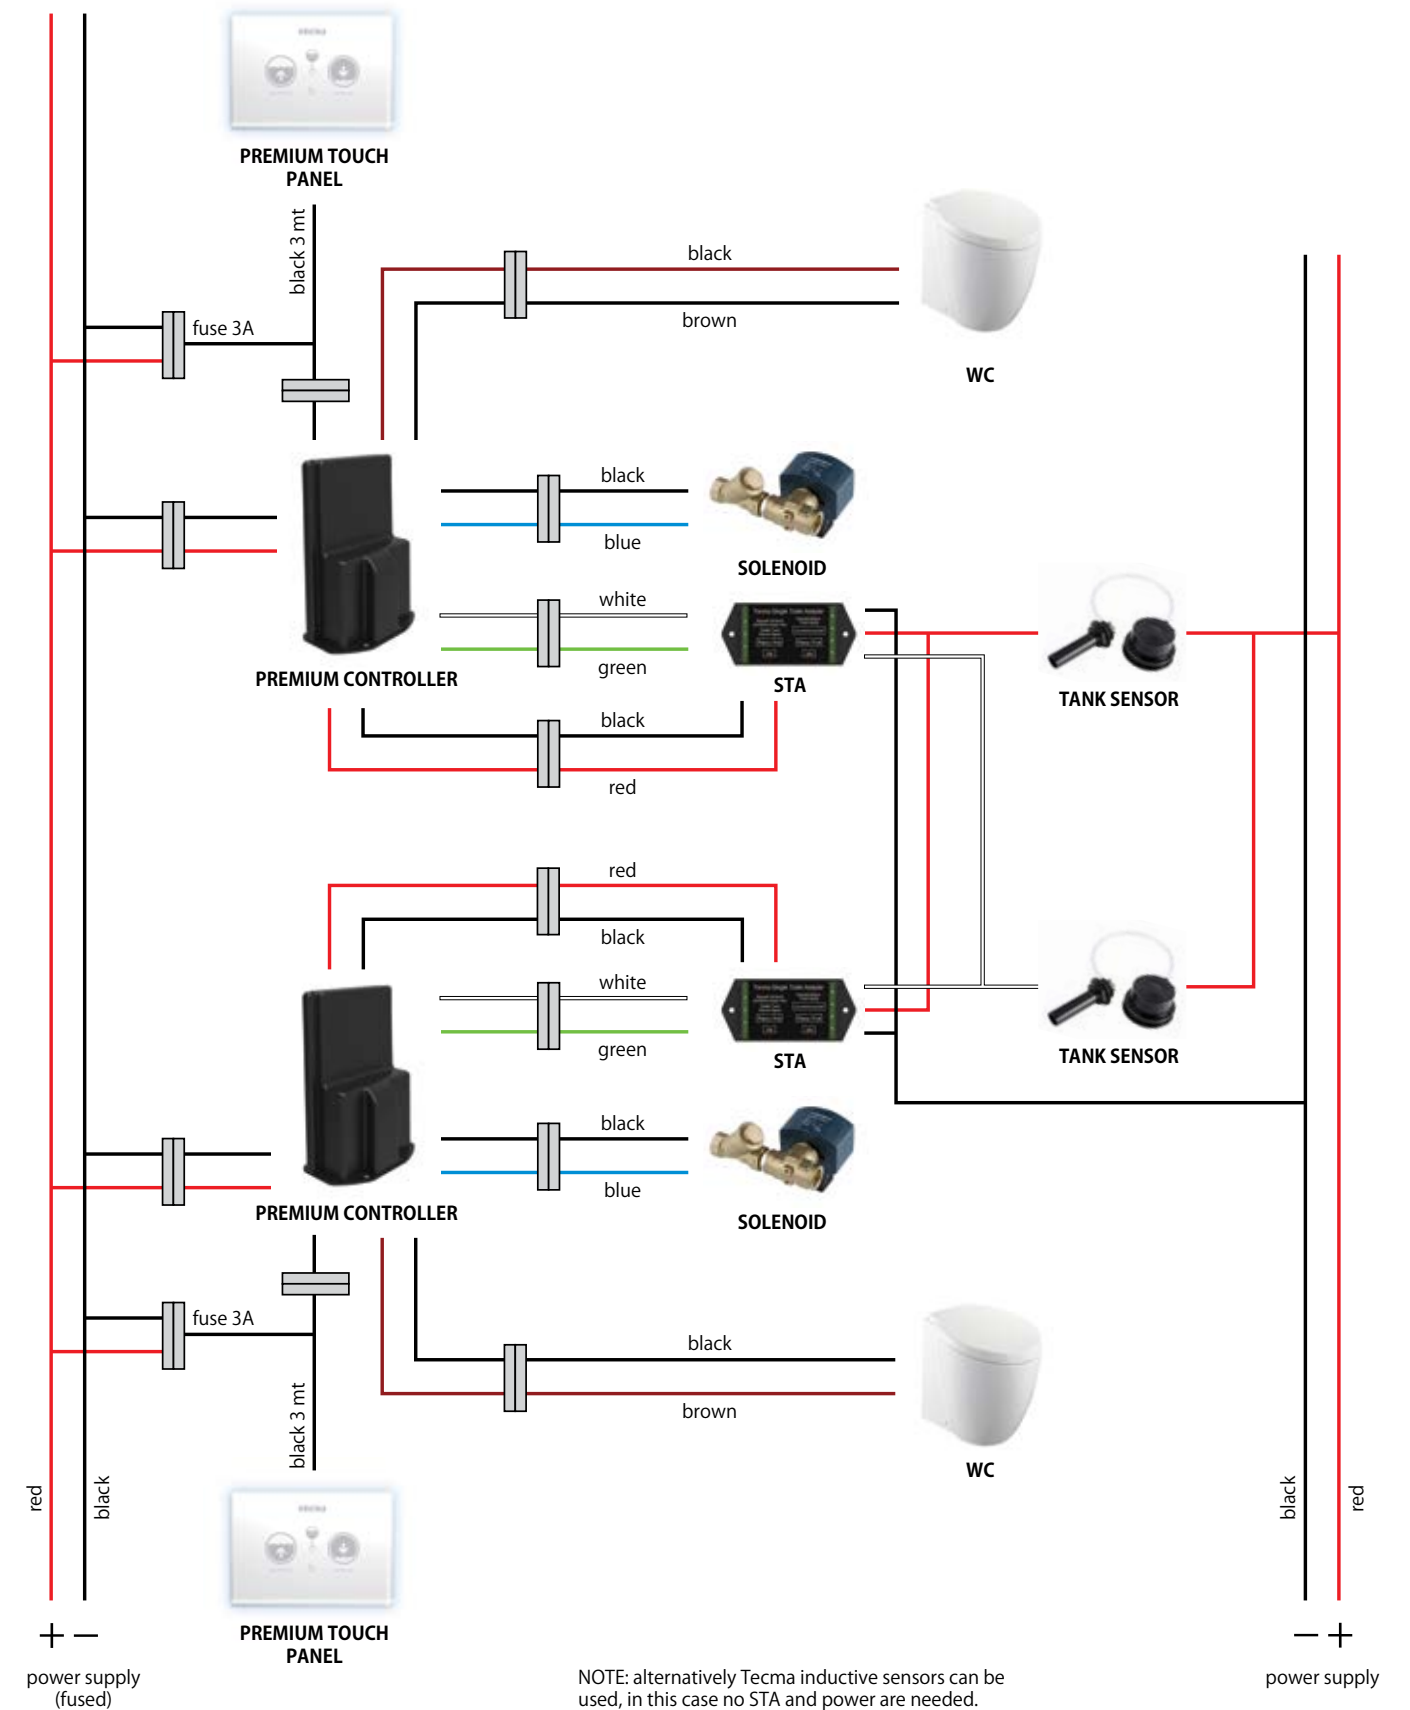 PREMIUM TOUCH
PANEL
black 3 mt
fuse 3A
black
brown
WC
black
blue
SOLENOID
white
green
PREMIUM CONTROLLER
STA
TANK SENSOR
black
red
red
black
white
green
STA
TANK SENSOR
black
blue
PREMIUM CONTROLLER
SOLENOID
fuse 3A
black 3 mt
black
brown
WC
red
black
black
red
PREMIUM TOUCH
PANEL
+ −
power supply
(fused)
NOTE: alternatively Tecma inductive sensors can be
used, in this case no STA and power are needed.
− +
power supply